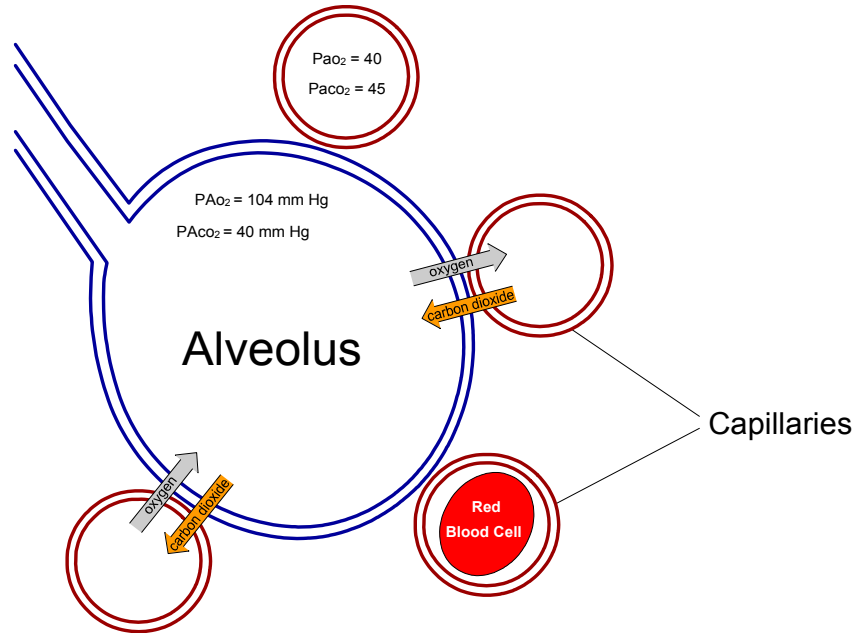 Pao₂ = 40
Paco₂ = 45
PAo₂ = 104 mm Hg
PAco₂ = 40 mm Hg
oxygen
carbon dioxide
Alveolus
Capillaries
oxygen
carbon dioxide
Red
Blood Cell